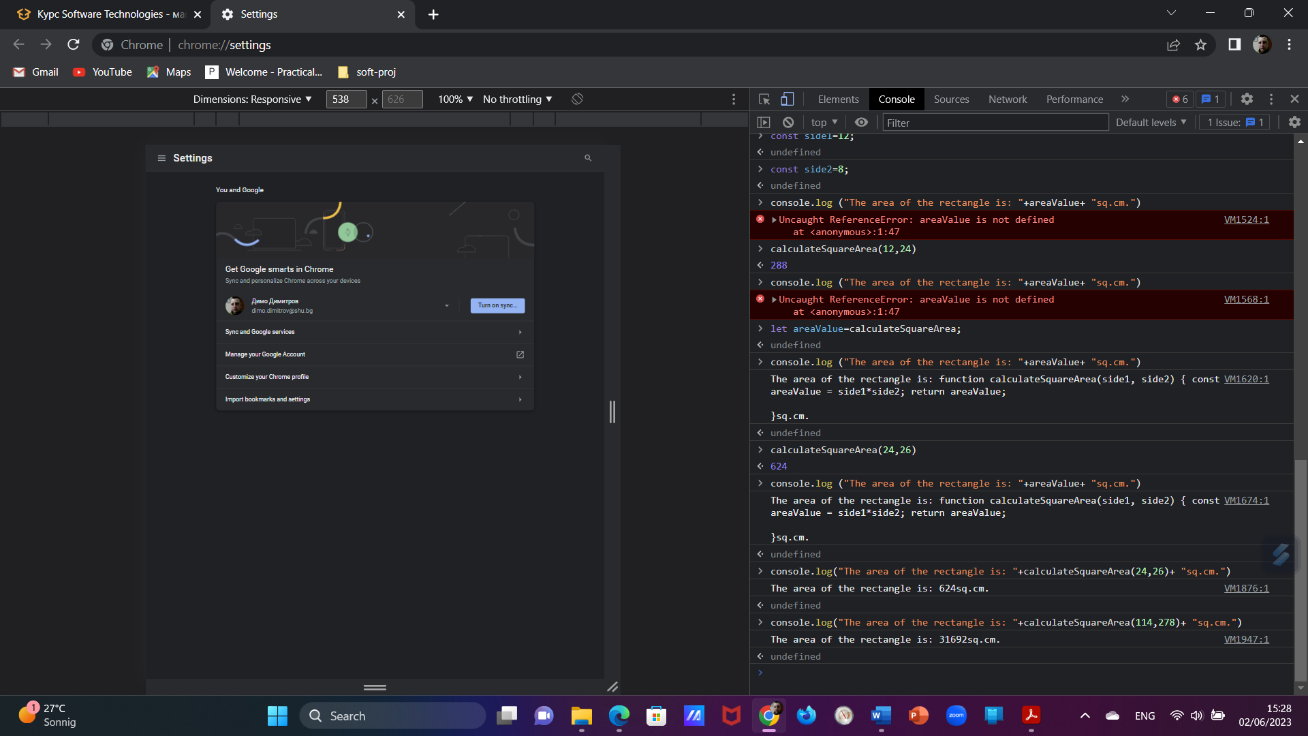 Курс Software Technologies - ма
Settings
Chrome
chrome://settings
Gmail
YouTube
Maps
Welcome - Practical...
soft-proj
Dimensions: Responsive
538
×
626
100%
No throttling
Elements
Console
Sources
Network
Performance
6
1
top
Filter
Default levels
1 Issue:
1
Settings
You and Google
Get Google smarts in Chrome
Sync and personalize Chrome across your devices
Димо Димитров
dimo.dimitrovjpshu.bg
Turn on sync...
Sync and Google services
Manage your Google Account
Customize your Chrome profile
Import bookmarks and settings
const side1=12;
undefined
const side2=8;
undefined
console.log ("The area of the rectangle is: "+areaValue+ "sq.cm.")
Uncaught ReferenceError: areaValue is not defined VM1524:1
at <anonymous>:1:47
calculateSquareArea(12,24)
288
console.log ("The area of the rectangle is: "+areaValue+ "sq.cm.")
Uncaught ReferenceError: areaValue is not defined VM1568:1
at <anonymous>:1:47
let areaValue=calculateSquareArea;
undefined
console.log ("The area of the rectangle is: "+areaValue+ "sq.cm.")
The area of the rectangle is: function calculateSquareArea(side1, side2) { const VM1620:1
areaValue = side1*side2; return areaValue;
}sq.cm.
undefined
calculateSquareArea(24,26)
624
console.log ("The area of the rectangle is: "+areaValue+ "sq.cm.")
The area of the rectangle is: function calculateSquareArea(side1, side2) { const VM1674:1
areaValue = side1*side2; return areaValue;
}sq.cm.
undefined
console.log("The area of the rectangle is: "+calculateSquareArea(24,26)+ "sq.cm.")
The area of the rectangle is: 624sq.cm. VM1876:1
undefined
console.log("The area of the rectangle is: "+calculateSquareArea(114,278)+ "sq.cm.")
The area of the rectangle is: 31692sq.cm. VM1947:1
undefined
1
27°C
Sonnig
Search
zoom
ENG
15:28
02/06/2023